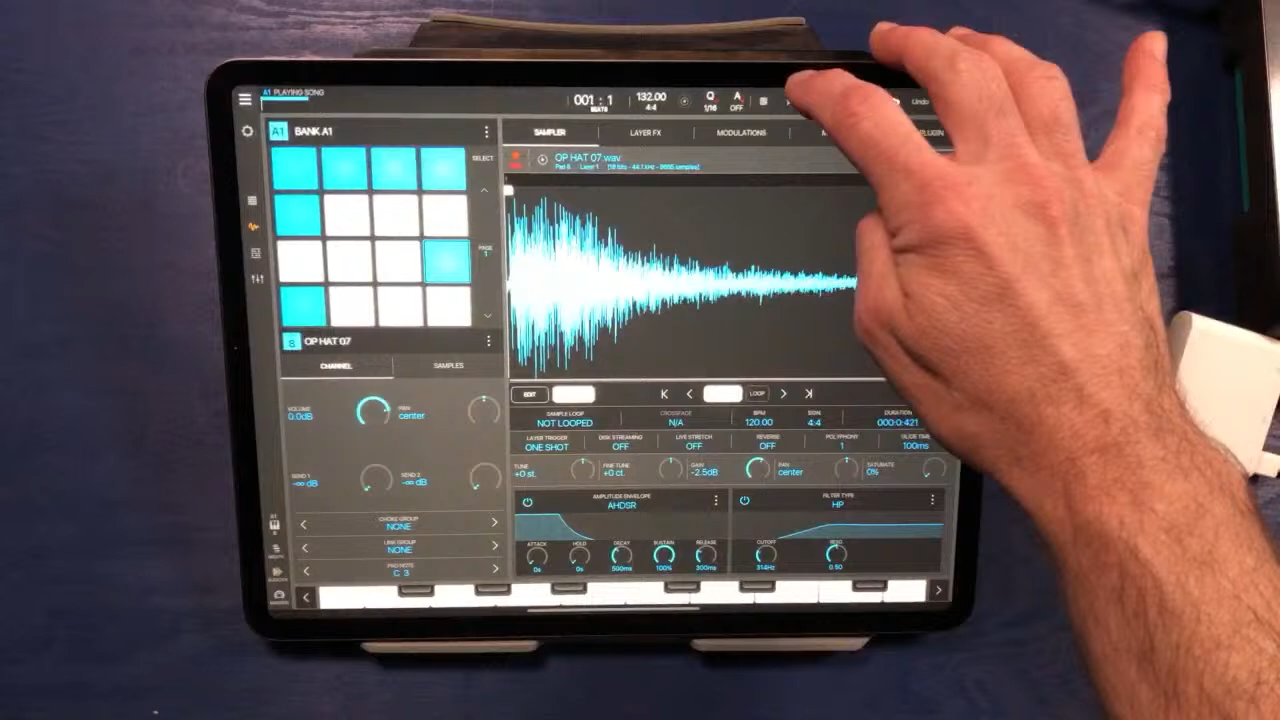 A1 PLAYING SONG
001 : 1
BEATS
132.00
4:4
Q
1/16
A
OFF
Undo
A1 BANK A1
SELECT
PAGE
1
SAMPLER
LAYER FX
MODULATIONS
PLUGIN
OP HAT 07.wav
Pad 8
Layer 1
8 OP HAT 07
CHANNEL
SAMPLES
VOLUME
0.0dB
PAN
center
SEND 1
-∞ dB
SEND 2
-∞ dB
CHOKE GROUP
NONE
LINK GROUP
NONE
PAD NOTE
C 3
EDIT
LOOP
SAMPLE LOOP
NOT LOOPED
CROSSFADE
N/A
BPM
120.00
SIGN.
4:4
DURATION
000:0:421
LAYER TRIGGER
ONE SHOT
DISK STREAMING
OFF
LIVE STRETCH
OFF
REVERSE
OFF
POLYPHONY
1
GLIDE TIME
100ms
TUNE
+0 st.
FINE TUNE
+0 ct.
GAIN
-2.5dB
PAN
center
SATURATE
0%
AMPLITUDE ENVELOPE
AHDSR
ATTACK
0s
HOLD
0s
DECAY
500ms
SUSTAIN
100%
RELEASE
300ms
FILTER TYPE
HP
CUTOFF
314Hz
RESO
0.50